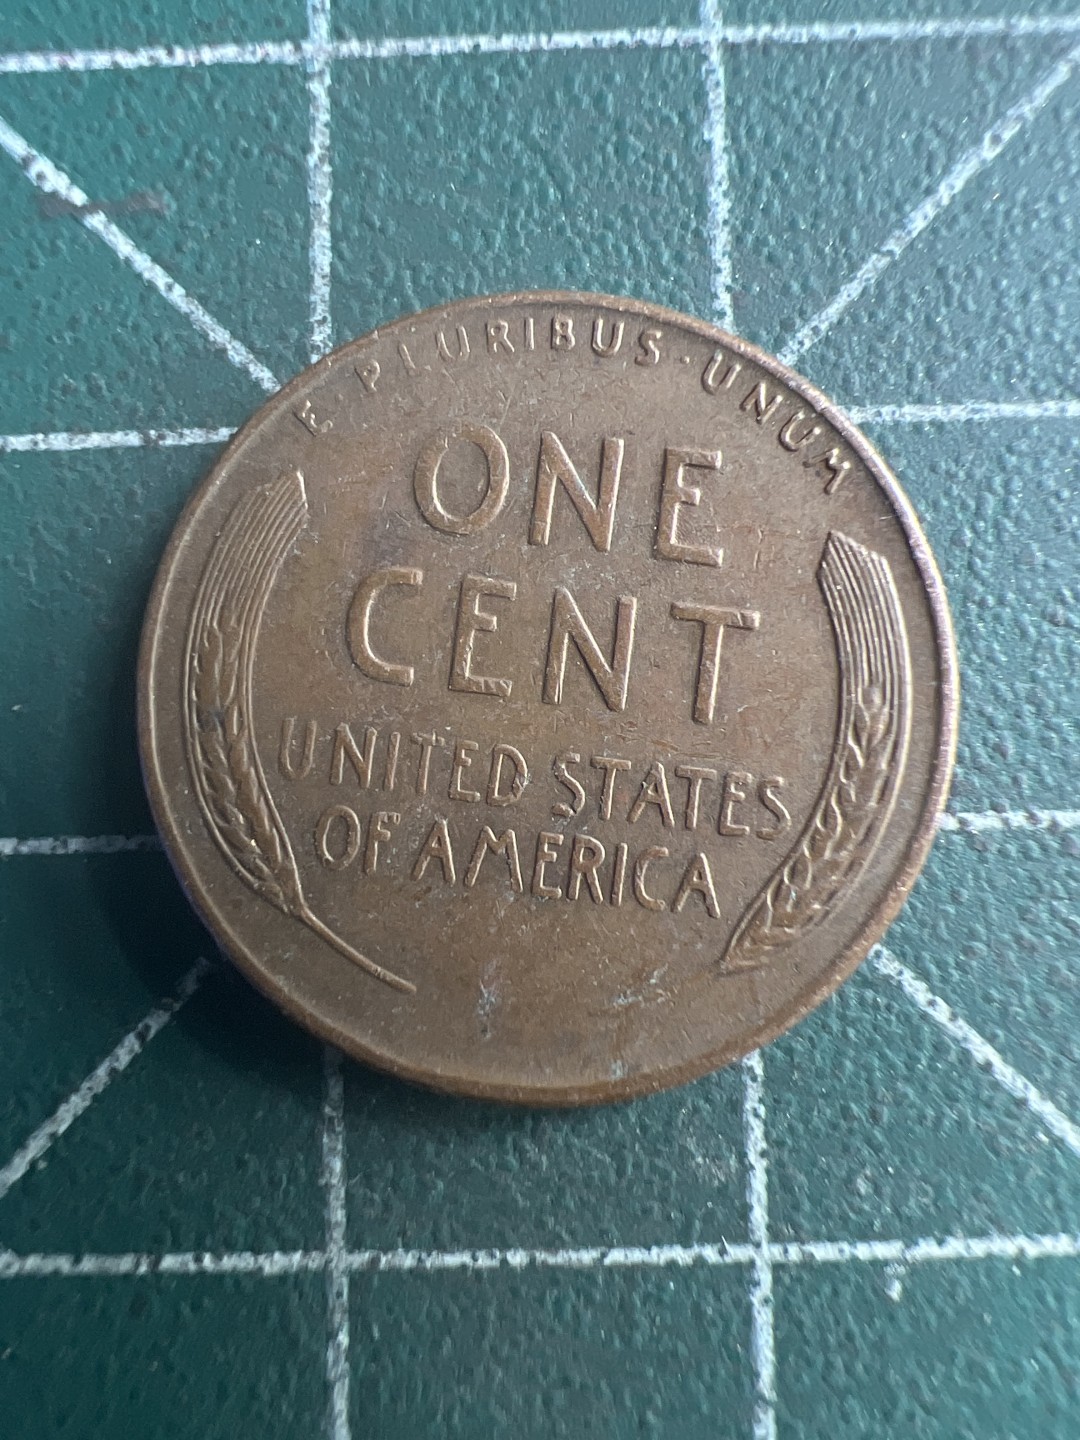 E·PLURIBUS·UNUM
ONE
CENT
UNITED STATES
OF AMERICA